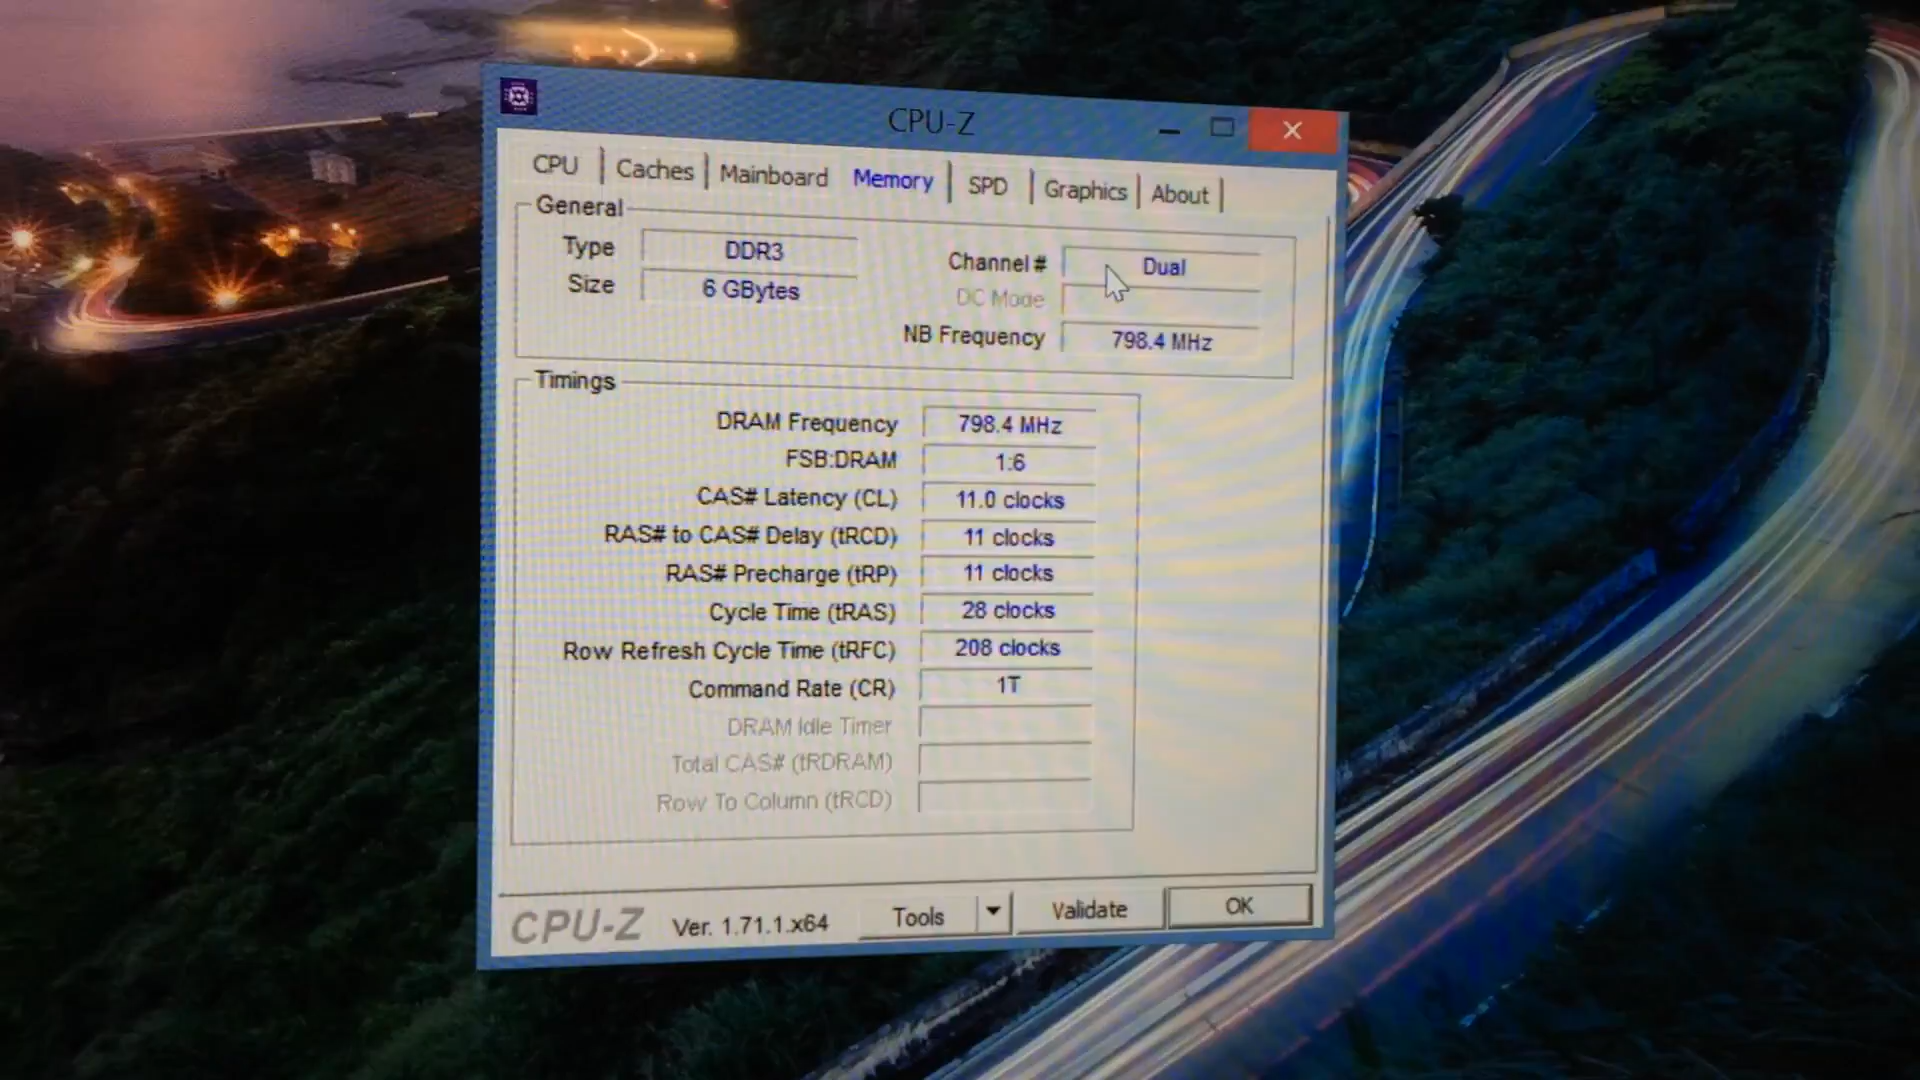 CPU-Z
CPU Caches Mainboard Memory SPD Graphics About
General
Type DDR3 Channel # Dual
Size 6 GBytes DC Mode
NB Frequency 798.4 MHz
Timings
DRAM Frequency 798.4 MHz
FSB:DRAM 1:6
CAS# Latency (CL) 11.0 clocks
RAS# to CAS# Delay (tRCD) 11 clocks
RAS# Precharge (tRP) 11 clocks
Cycle Time (tRAS) 28 clocks
Row Refresh Cycle Time (tRFC) 208 clocks
Command Rate (CR) 1T
DRAM Idle Timer
Total CAS# (tRDRAM)
Row To Column (tRCD)
CPU-Z Ver. 1.71.1.x64 Tools Validate OK